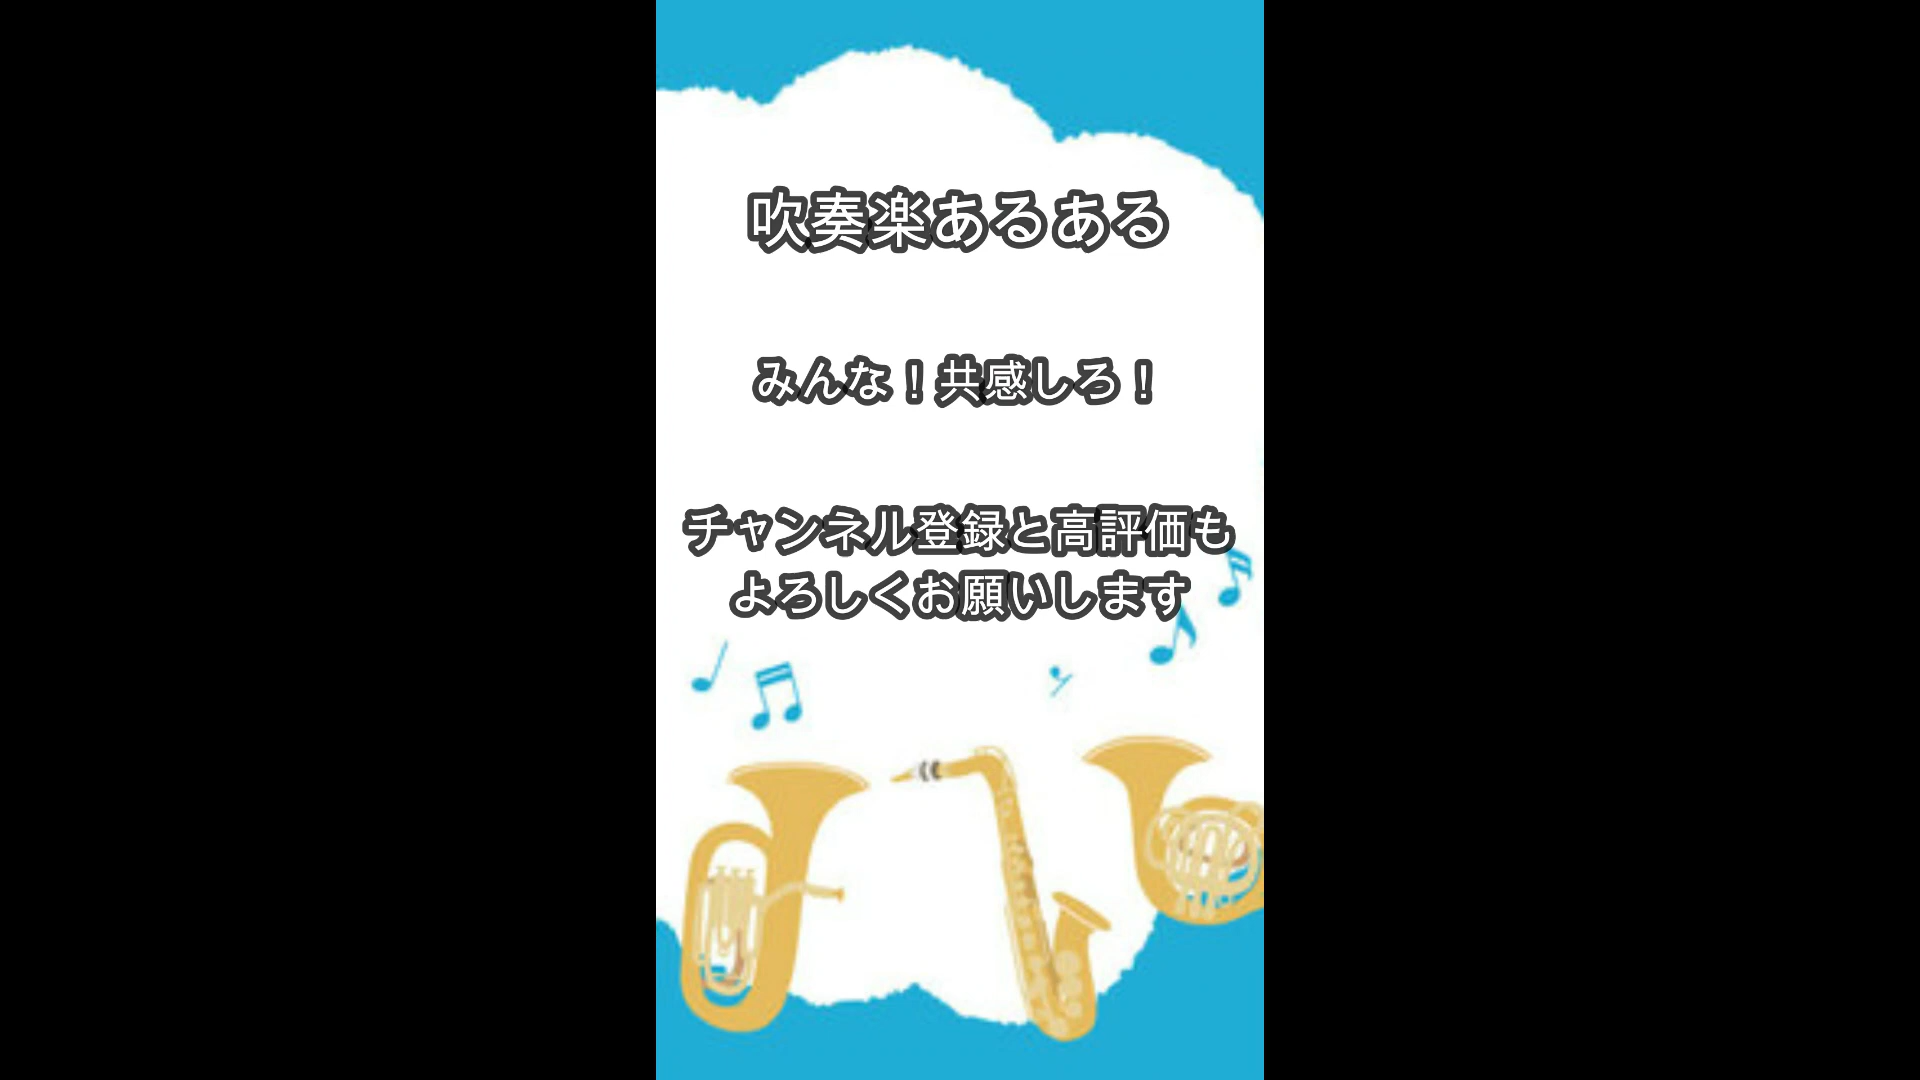 吹奏楽あるある
みんな！共感しろ！
チャンネル登録と高評価も
よろしくお願いします